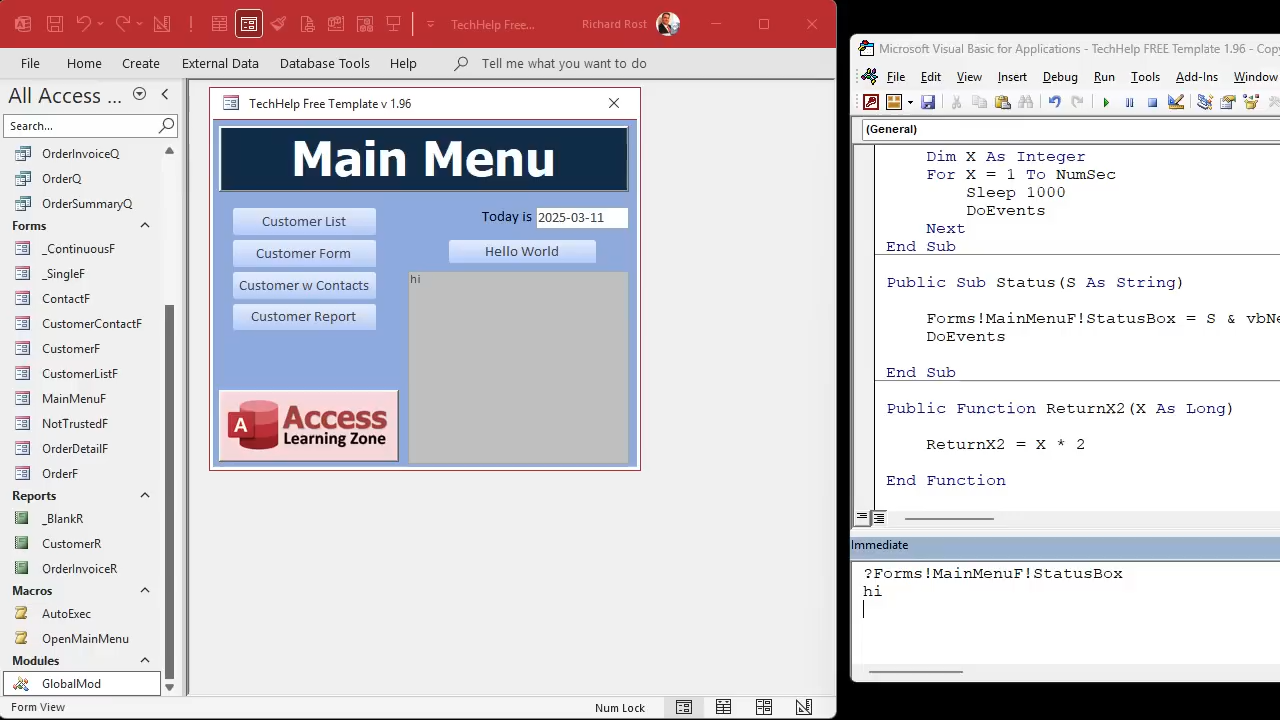 TechHelp Free...
Richard Rost
File Home Create External Data Database Tools Help Tell me what you want to do
All Access ...
Search...
OrderInvoiceQ
OrderQ
OrderSummaryQ
Forms
_ContinuousF
_SingleF
ContactF
CustomerContactF
CustomerF
CustomerListF
MainMenuF
NotTrustedF
OrderDetailF
OrderF
Reports
_BlankR
CustomerR
OrderInvoiceR
Macros
AutoExec
OpenMainMenu
Modules
GlobalMod
Form View
Num Lock
TechHelp Free Template v 1.96
Main Menu
Customer List
Customer Form
Customer w Contacts
Customer Report
Today is 2025-03-11
Hello World
hi
A
Access
Learning Zone
Microsoft Visual Basic for Applications - TechHelp FREE Template 1.96 - Cop
File Edit View Insert Debug Run Tools Add-Ins Window
(General)
Dim X As Integer
For X = 1 To NumSec
Sleep 1000
DoEvents
Next
End Sub
Public Sub Status(S As String)
Forms!MainMenuF!StatusBox = S & vbNe
DoEvents
End Sub
Public Function ReturnX2(X As Long)
ReturnX2 = X * 2
End Function
Immediate
?Forms!MainMenuF!StatusBox
hi